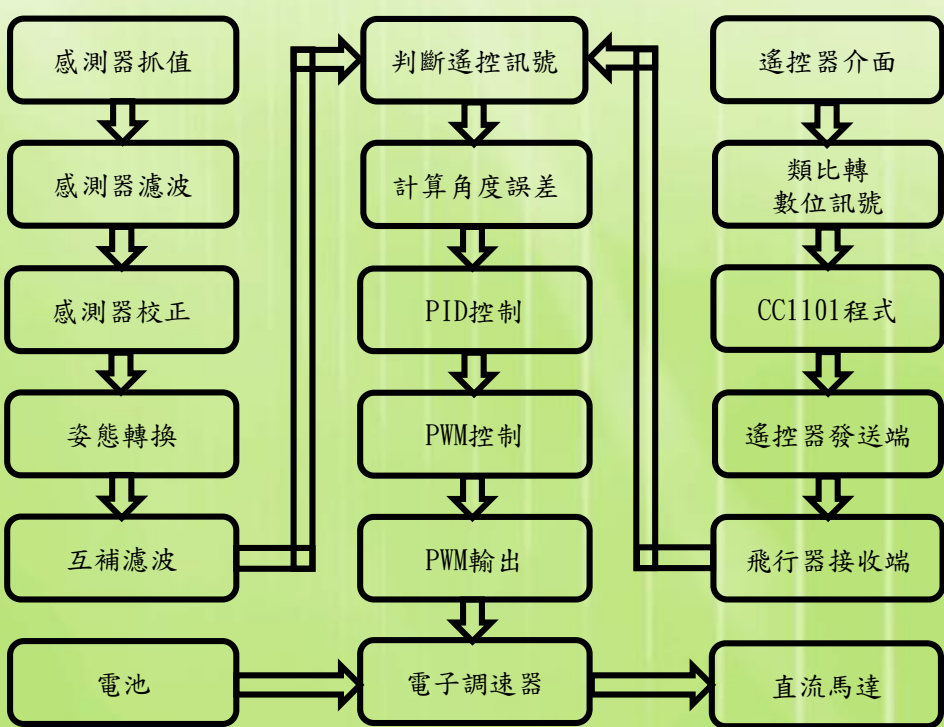 感測器抓值
感測器濾波
感測器校正
姿態轉換
互補濾波
判斷遙控訊號
計算角度誤差
PID控制
PWM控制
PWM輸出
遙控器介面
類比轉
數位訊號
CC1101程式
遙控器發送端
飛行器接收端
電池
電子調速器
直流馬達